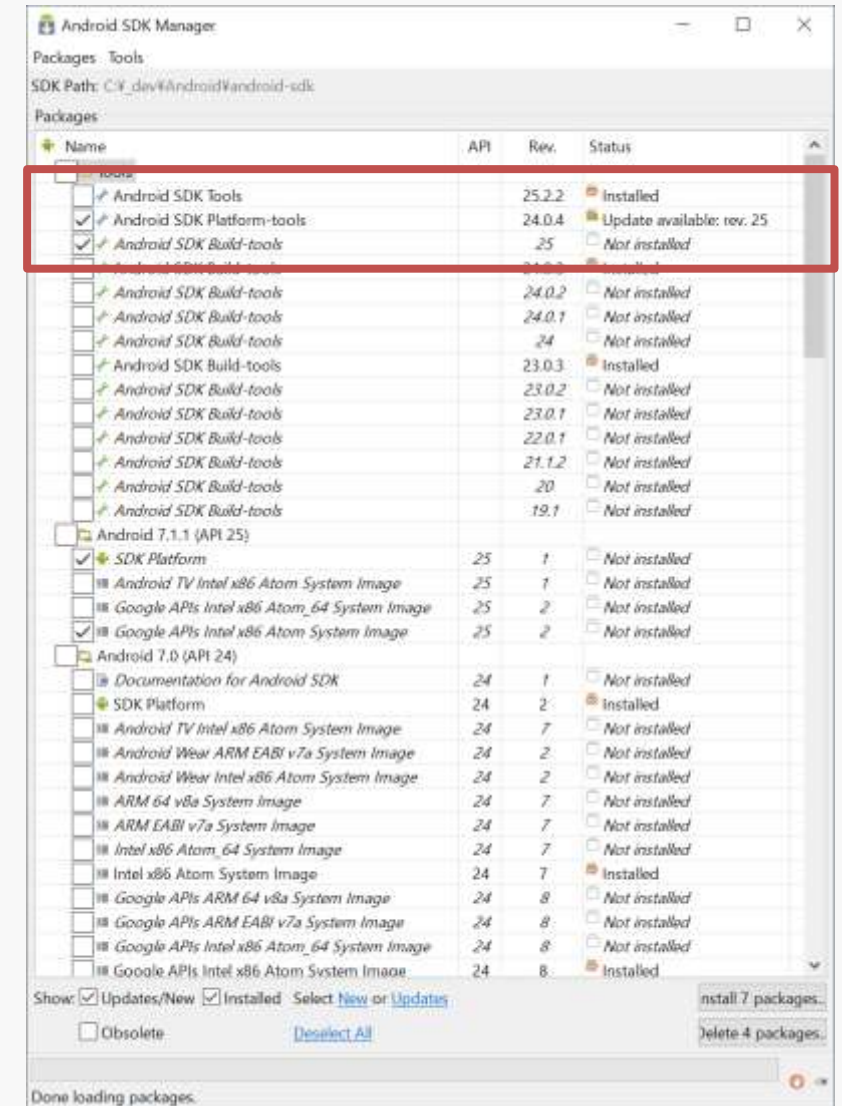 Android SDK Manager
Packages Tools
SDK Path: C:¥_dev¥Android¥android-sdk
Packages
Name API Rev. Status
Tools
Android SDK Tools 25.2.2 Installed
Android SDK Platform-tools 24.0.4 Update available: rev. 25
Android SDK Build-tools 25 Not installed
Android SDK Build-tools 24.0.3 Installed
Android SDK Build-tools 24.0.2 Not installed
Android SDK Build-tools 24.0.1 Not installed
Android SDK Build-tools 24 Not installed
Android SDK Build-tools 23.0.3 Installed
Android SDK Build-tools 23.0.2 Not installed
Android SDK Build-tools 23.0.1 Not installed
Android SDK Build-tools 22.0.1 Not installed
Android SDK Build-tools 21.1.2 Not installed
Android SDK Build-tools 20 Not installed
Android SDK Build-tools 19.1 Not installed
Android 7.1.1 (API 25)
SDK Platform 25 1 Not installed
Android TV Intel x86 Atom System Image 25 1 Not installed
Google APIs Intel x86 Atom_64 System Image 25 2 Not installed
Google APIs Intel x86 Atom System Image 25 2 Not installed
Android 7.0 (API 24)
Documentation for Android SDK 24 1 Not installed
SDK Platform 24 2 Installed
Android TV Intel x86 Atom System Image 24 7 Not installed
Android Wear ARM EABI v7a System Image 24 2 Not installed
Android Wear Intel x86 Atom System Image 24 2 Not installed
ARM 64 v8a System Image 24 7 Not installed
ARM EABI v7a System Image 24 7 Not installed
Intel x86 Atom_64 System Image 24 7 Not installed
Intel x86 Atom System Image 24 7 Installed
Google APIs ARM 64 v8a System Image 24 8 Not installed
Google APIs ARM EABI v7a System Image 24 8 Not installed
Google APIs Intel x86 Atom_64 System Image 24 8 Not installed
Google APIs Intel x86 Atom System Image 24 8 Installed
Show: Updates/New Installed Select New or Updates
nstall 7 packages..
Obsolete Deselect All
elete 4 packages..
Done loading packages.